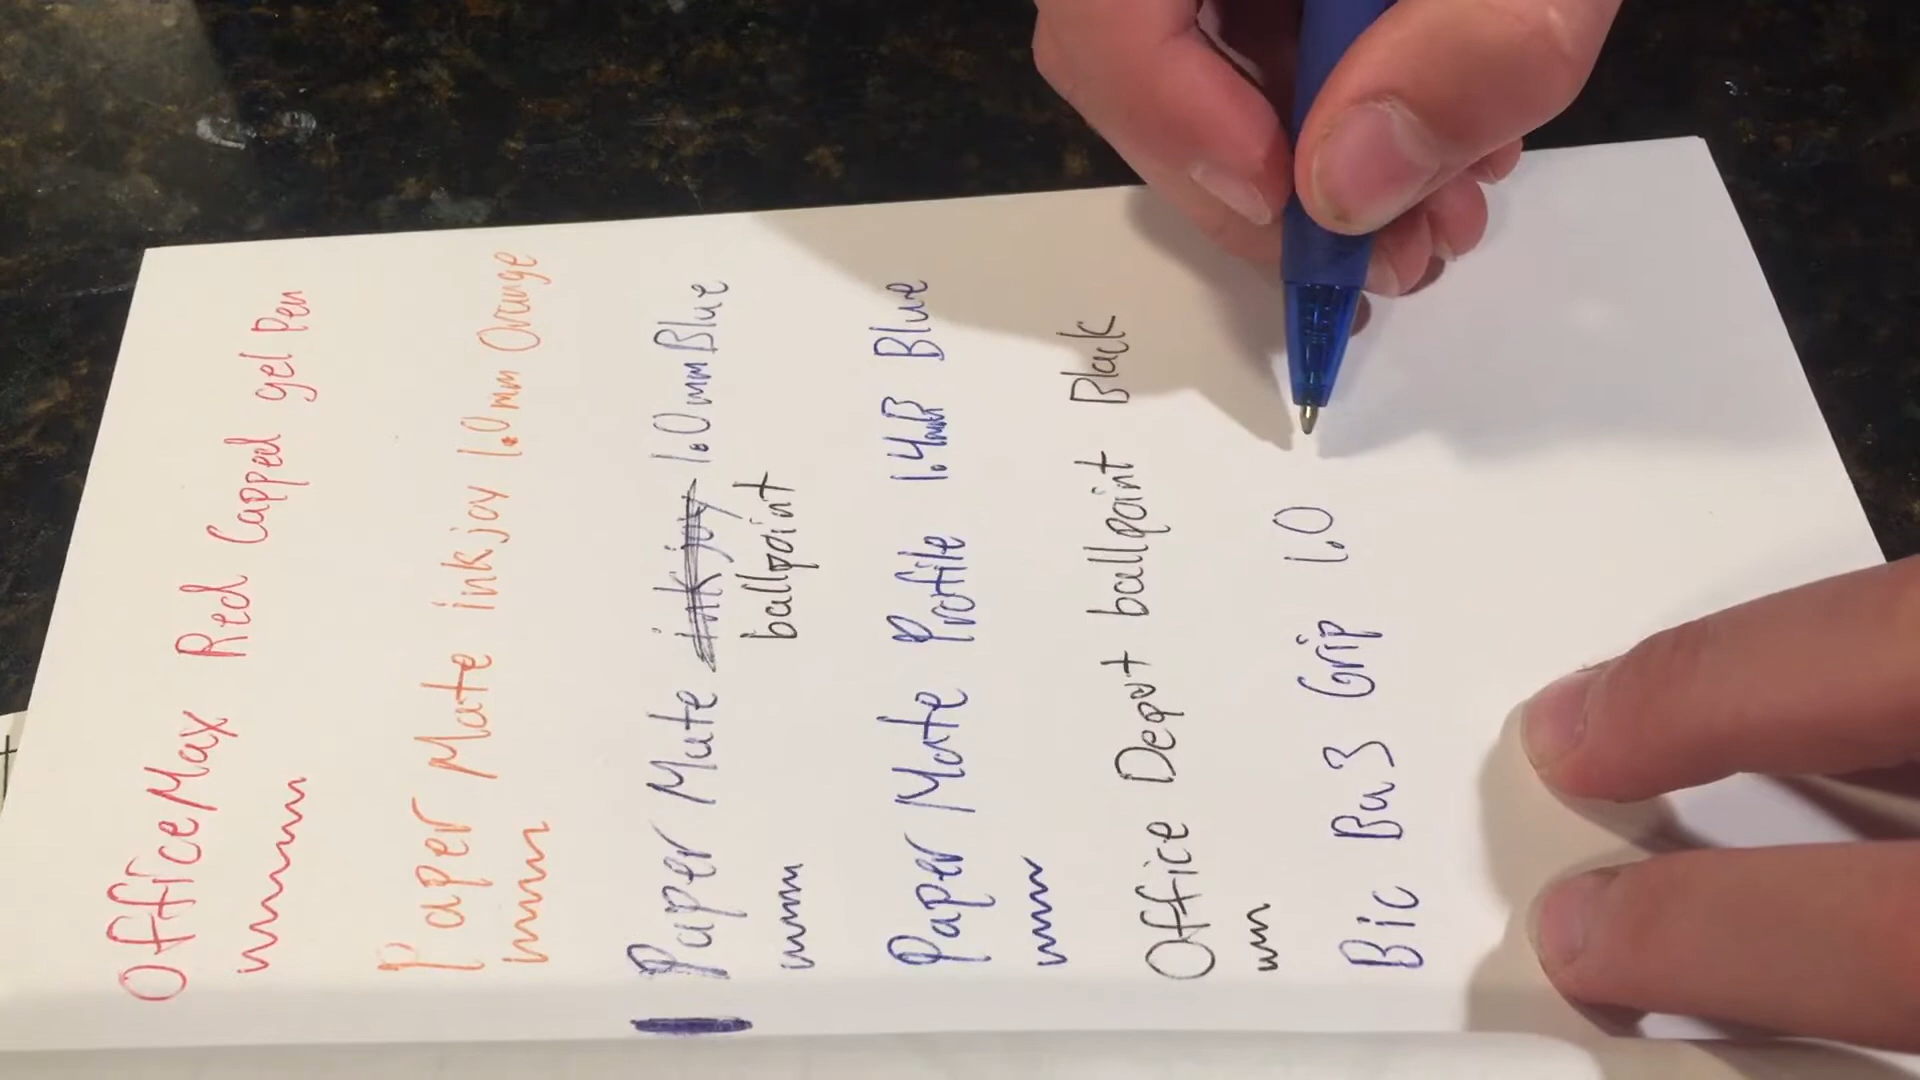 OfficeMax Red Capped gel Pen
Paper Mate inkjoy 1.0mm Orange
Paper Mate inkjoy 1.0mm Blue
ballpoint
Paper Mate Profile 1.4mB Blue
Office Depot ballpoint Black
Bic Bu3 Grip 1.0